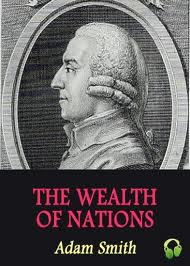 THE WEALTH
OF NATIONS
Adam Smith